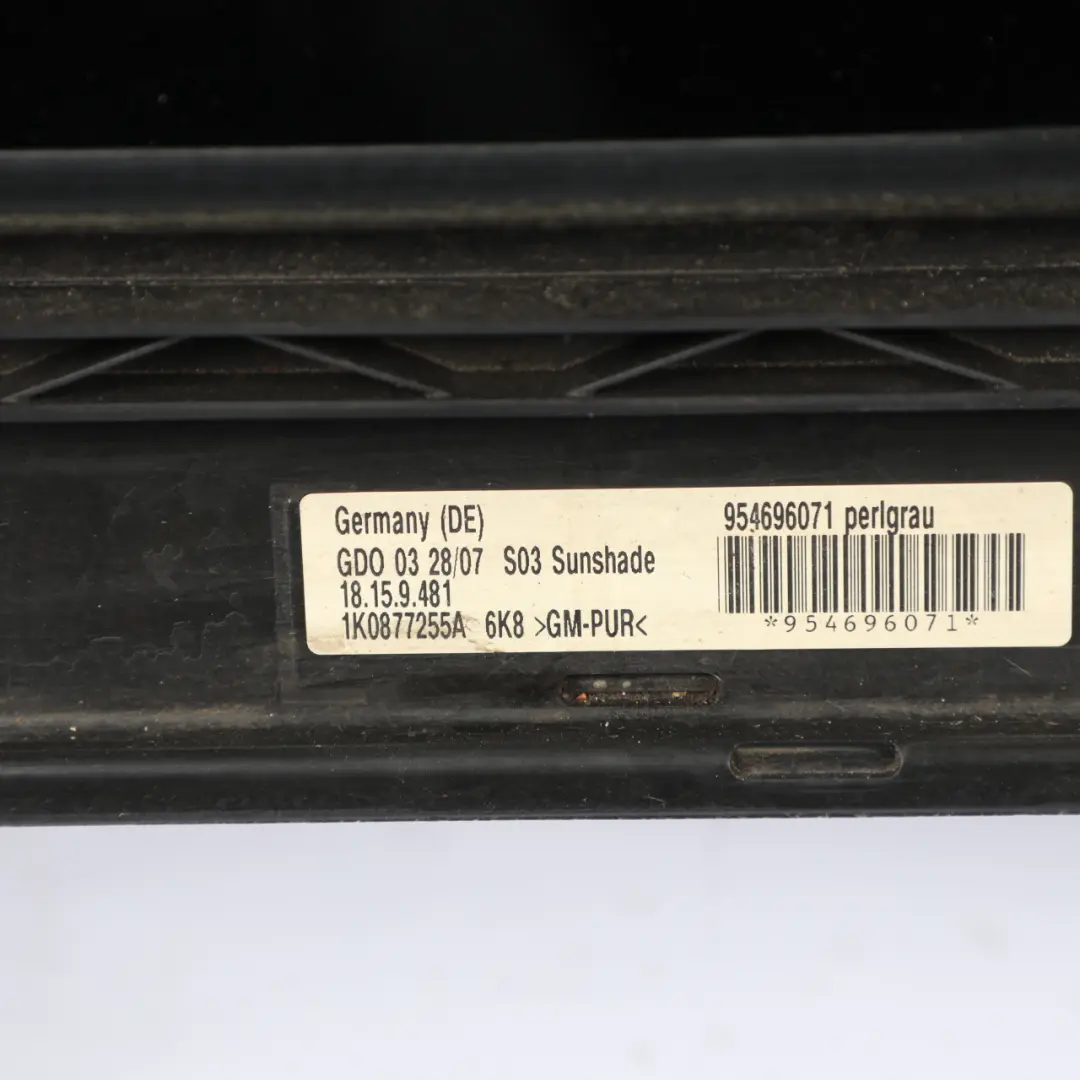 Germany (DE)
GDO 03 28/07 S03 Sunshade
18.15.9.481
1K0877255A 6K8 >GM-PUR<
954696071 perlgrau
*954696071*